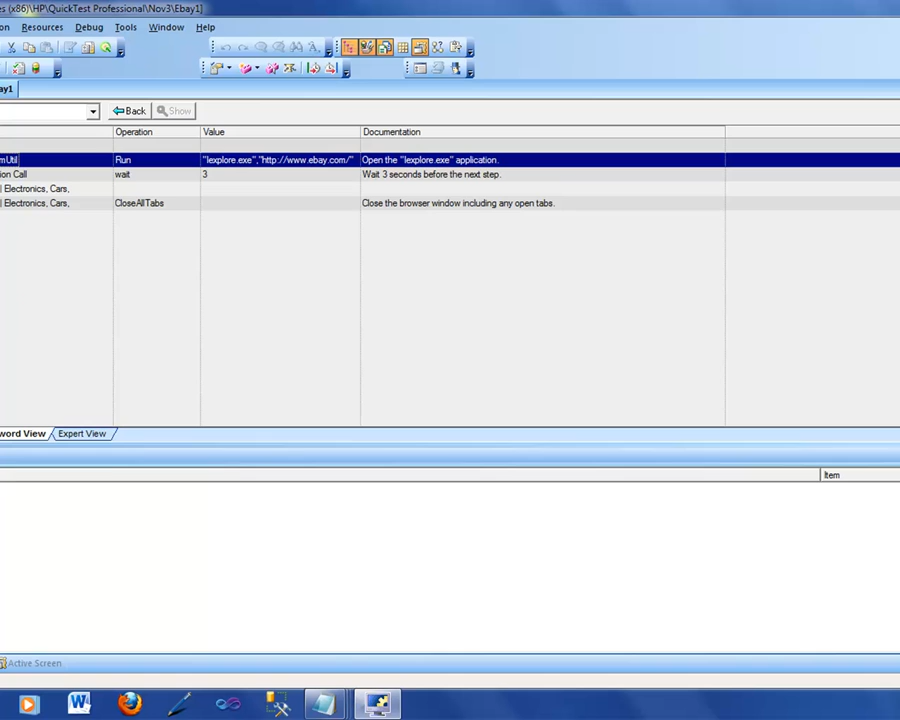 es (x86)\HP\QuickTest Professional\Nov3\Ebay1]
on Resources Debug Tools Window Help
ay1
Back Show
Operation Value Documentation
mUtil Run "Iexplore.exe","http://www.ebay.com/" Open the "Iexplore.exe" application.
ion Call wait 3 Wait 3 seconds before the next step.
| Electronics, Cars,
| Electronics, Cars, CloseAllTabs Close the browser window including any open tabs.
word View Expert View
Item
Active Screen